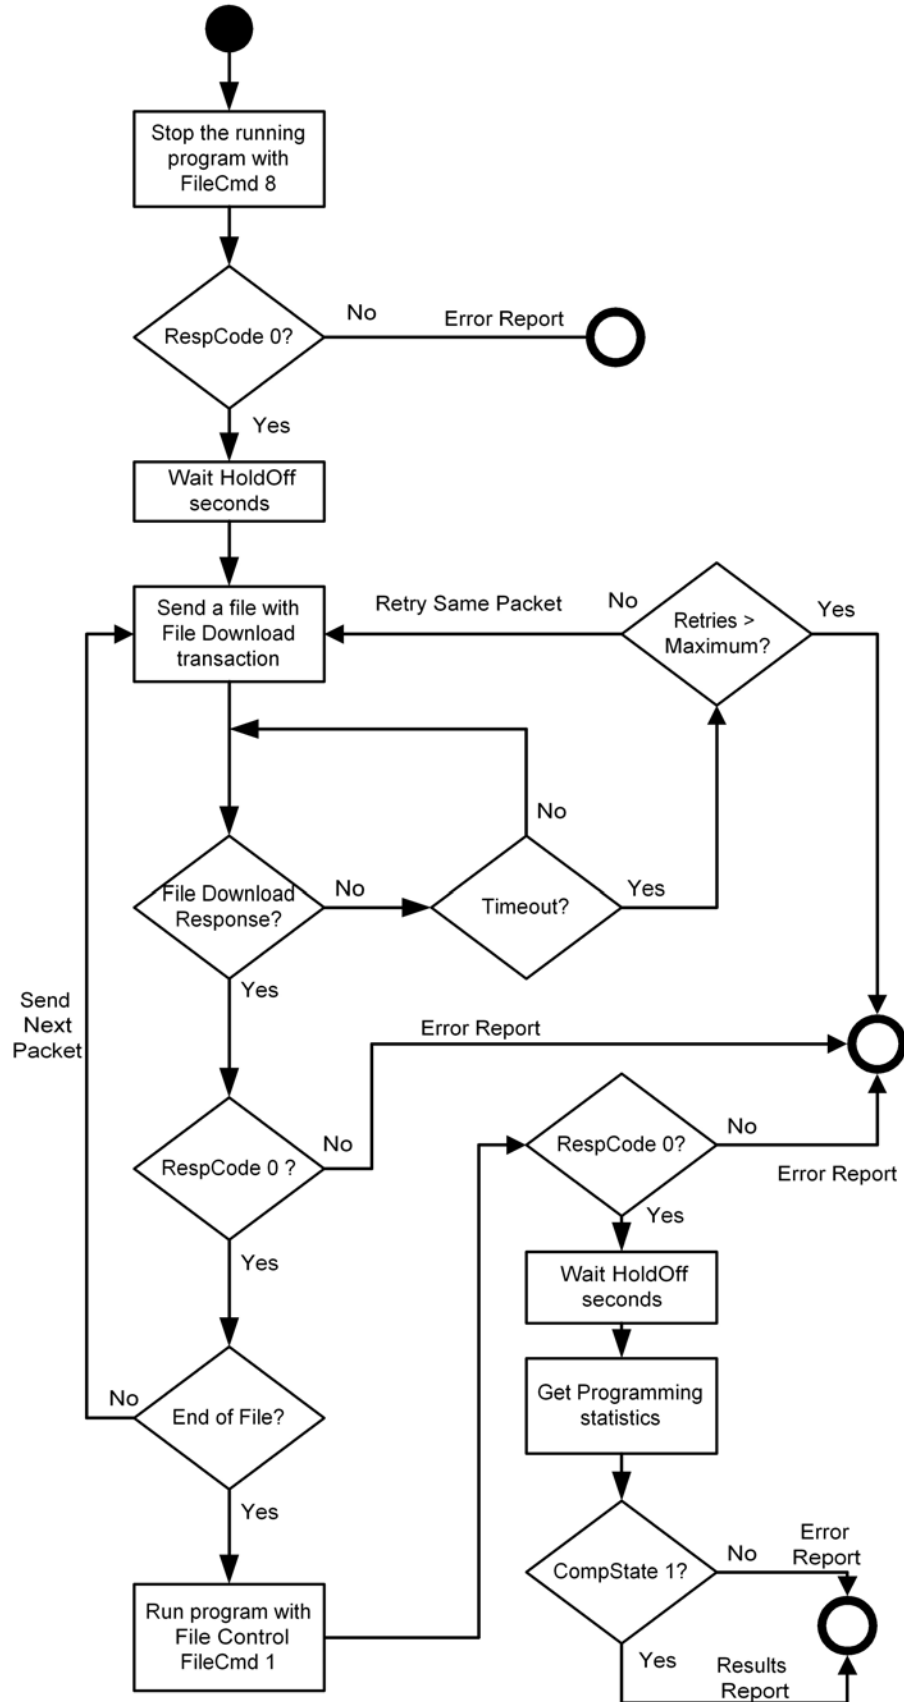 Stop the running
program with
FileCmd 8
RespCode 0?
No
Error Report
Yes
Wait HoldOff
seconds
Send a file with
File Download
transaction
Retry Same Packet
No
Retries >
Maximum?
Yes
No
File Download
Response?
No
Timeout?
Yes
Yes
Send
Next
Packet
Error Report
RespCode 0 ?
No
RespCode 0?
No
Error Report
Yes
Yes
Wait HoldOff
seconds
Get Programming
statistics
No
End of File?
Yes
CompState 1?
No
Error
Report
Run program with
File Control
FileCmd 1
Yes
Results
Report